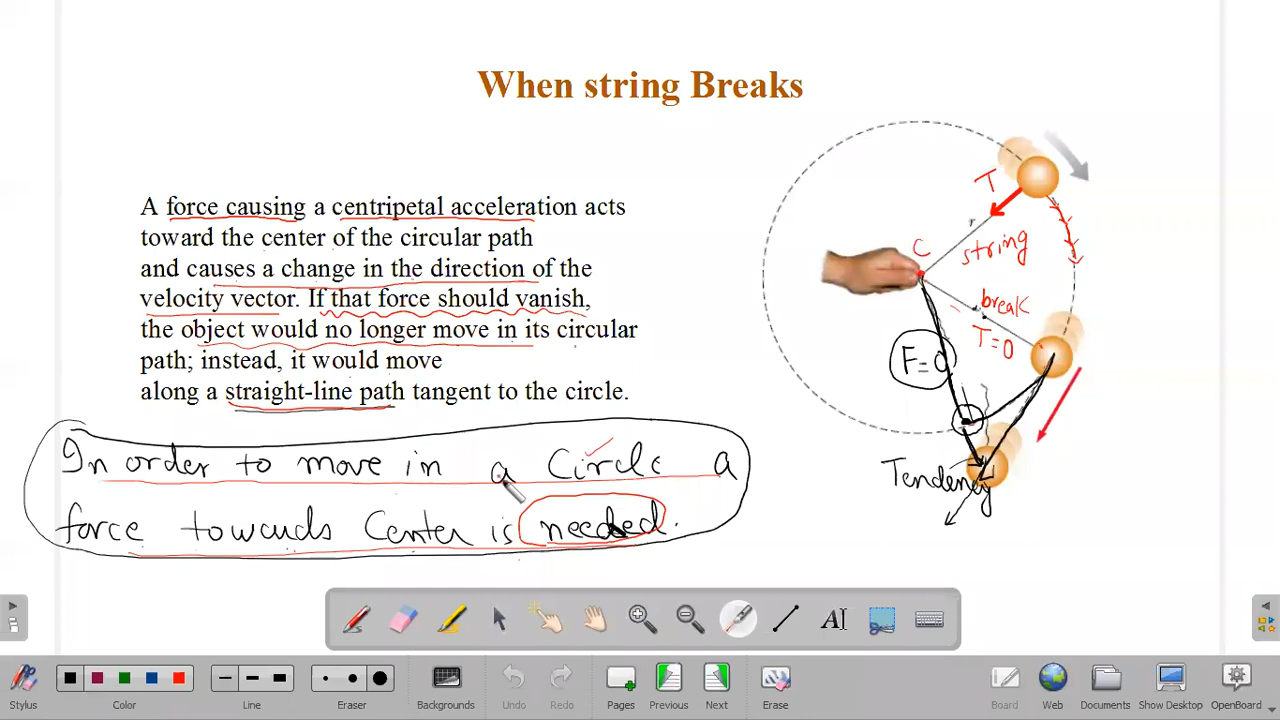 When string Breaks
A force causing a centripetal acceleration acts
toward the center of the circular path
and causes a change in the direction of the
velocity vector. If that force should vanish,
the object would no longer move in its circular
path; instead, it would move
along a straight-line path tangent to the circle.
In order to move in a Circle a
force towards Center is needed.
T
r
string
C
break
T=0
F=0
Tendency
Stylus
Color
Line
Eraser
Backgrounds
Undo
Redo
Pages
Previous
Next
Erase
Board
Web
Documents
Show Desktop
OpenBoard